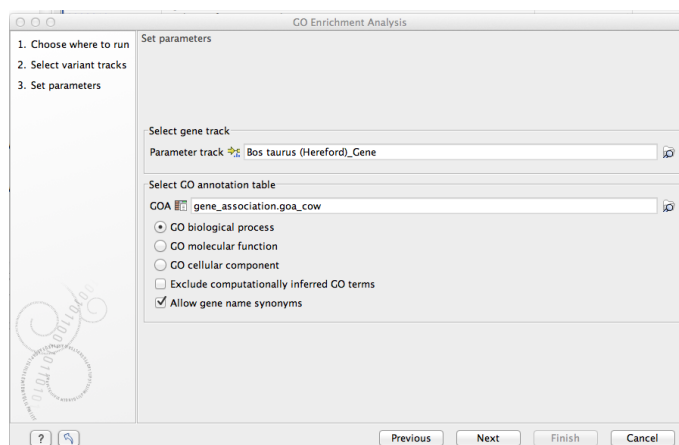 GO Enrichment Analysis
1. Choose where to run
2. Select variant tracks
3. Set parameters
Set parameters
Select gene track
Parameter track Bos taurus (Hereford)_Gene
Select GO annotation table
GOA gene_association.goa_cow
GO biological process
GO molecular function
GO cellular component
Exclude computationally inferred GO terms
Allow gene name synonyms
? Previous Next Finish Cancel